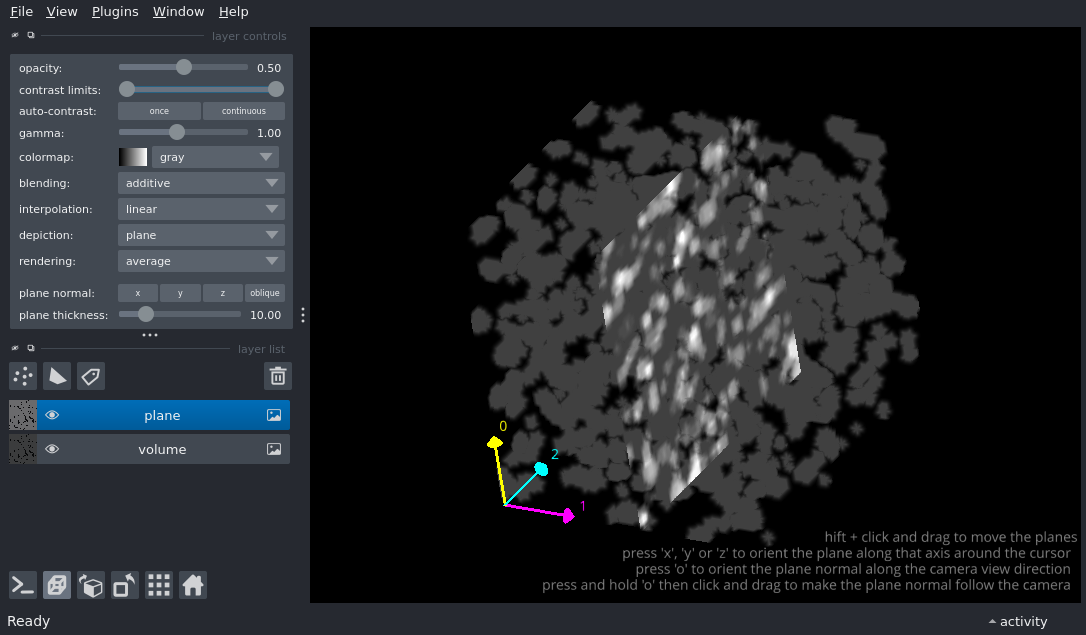 File View Plugins Window Help
layer controls
opacity: 0.50
contrast limits:
auto-contrast: once continuous
gamma: 1.00
colormap: gray
blending: additive
interpolation: linear
depiction: plane
rendering: average
plane normal: x y z oblique
plane thickness: 10.00
layer list
plane
volume
0
2
1
hift + click and drag to move the planes
press 'x', 'y' or 'z' to orient the plane along that axis around the cursor
press 'o' to orient the plane normal along the camera view direction
press and hold 'o' then click and drag to make the plane normal follow the camera
Ready activity